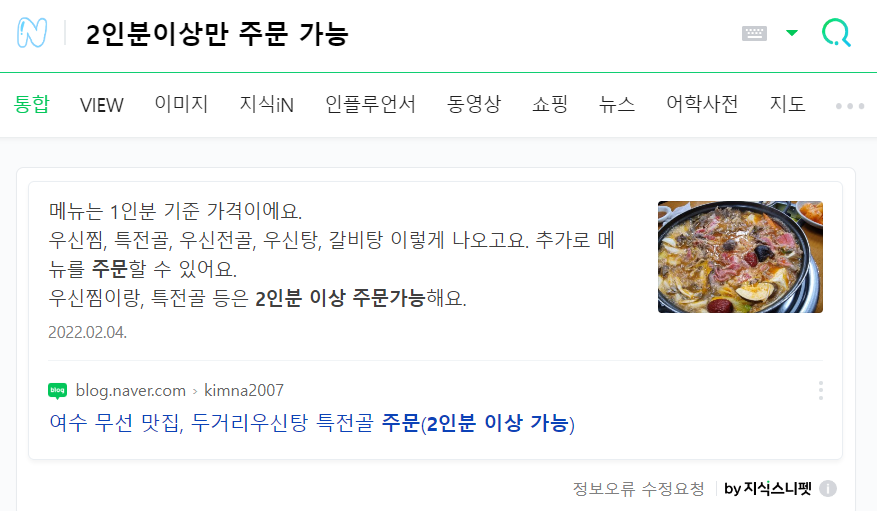 N 2인분이상만 주문 가능
통합 VIEW 이미지 지식iN 인플루언서 동영상 쇼핑 뉴스 어학사전 지도
메뉴는 1인분 기준 가격이에요.
우신찜, 특전골, 우신전골, 우신탕, 갈비탕 이렇게 나오고요. 추가로 메
뉴를 주문할 수 있어요.
우신찜이랑, 특전골 등은 2인분 이상 주문가능해요.
2022.02.04.
blog blog.naver.com › kimna2007
여수 무선 맛집, 두거리우신탕 특전골 주문(2인분 이상 가능)
정보오류 수정요청 by 지식스니펫 i